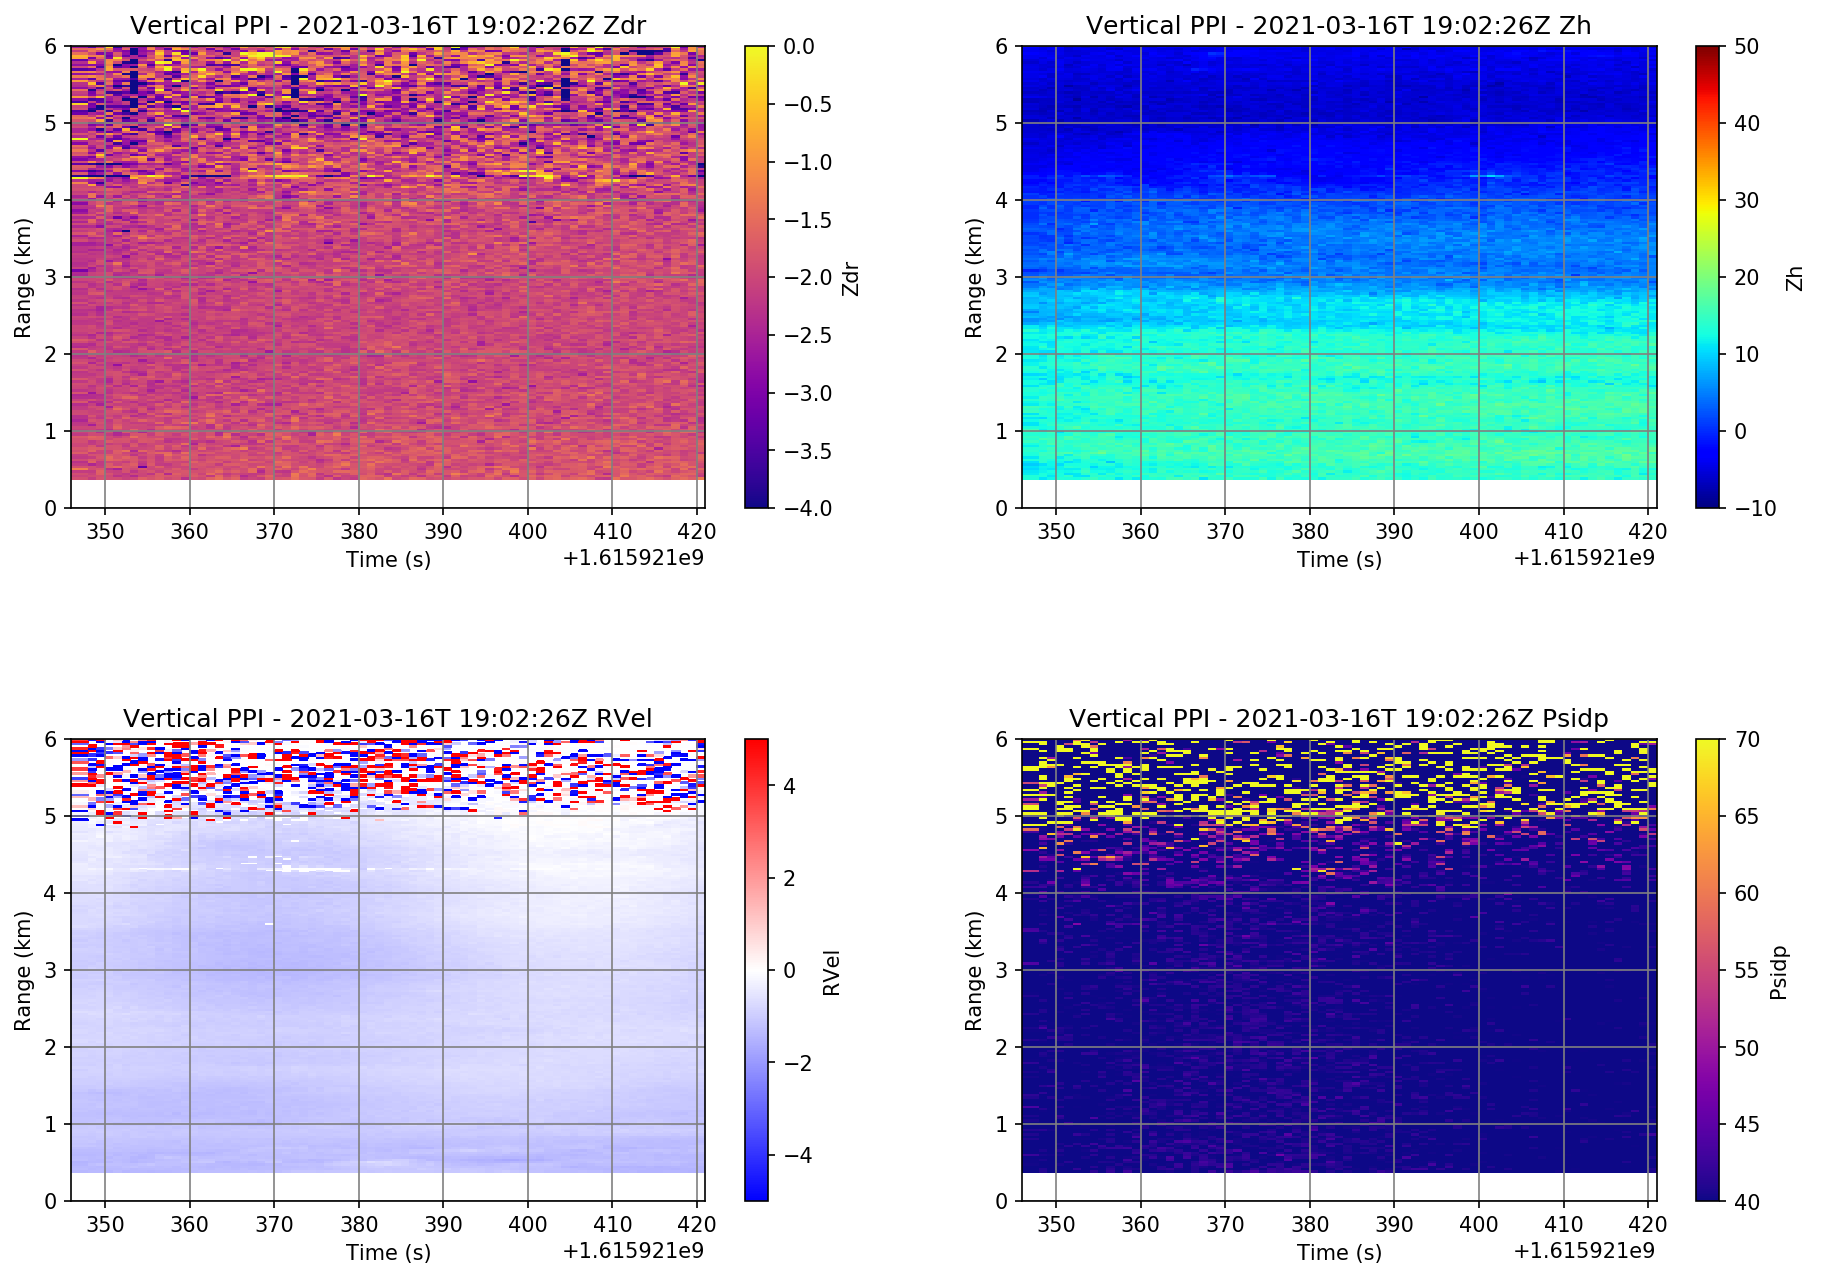 Vertical PPI - 2021-03-16T 19:02:26Z Zdr
6
5
4
3
2
1
0
Range (km)
350 360 370 380 390 400 410 420
Time (s)
+1.615921e9
0.0
−0.5
−1.0
−1.5
−2.0
−2.5
−3.0
−3.5
−4.0
Zdr
Vertical PPI - 2021-03-16T 19:02:26Z Zh
6
5
4
3
2
1
0
Range (km)
350 360 370 380 390 400 410 420
Time (s)
+1.615921e9
50
40
30
20
10
0
−10
Zh
Vertical PPI - 2021-03-16T 19:02:26Z RVel
6
5
4
3
2
1
0
Range (km)
350 360 370 380 390 400 410 420
Time (s)
+1.615921e9
4
2
0
−2
−4
RVel
Vertical PPI - 2021-03-16T 19:02:26Z Psidp
6
5
4
3
2
1
0
Range (km)
350 360 370 380 390 400 410 420
Time (s)
+1.615921e9
70
65
60
55
50
45
40
Psidp